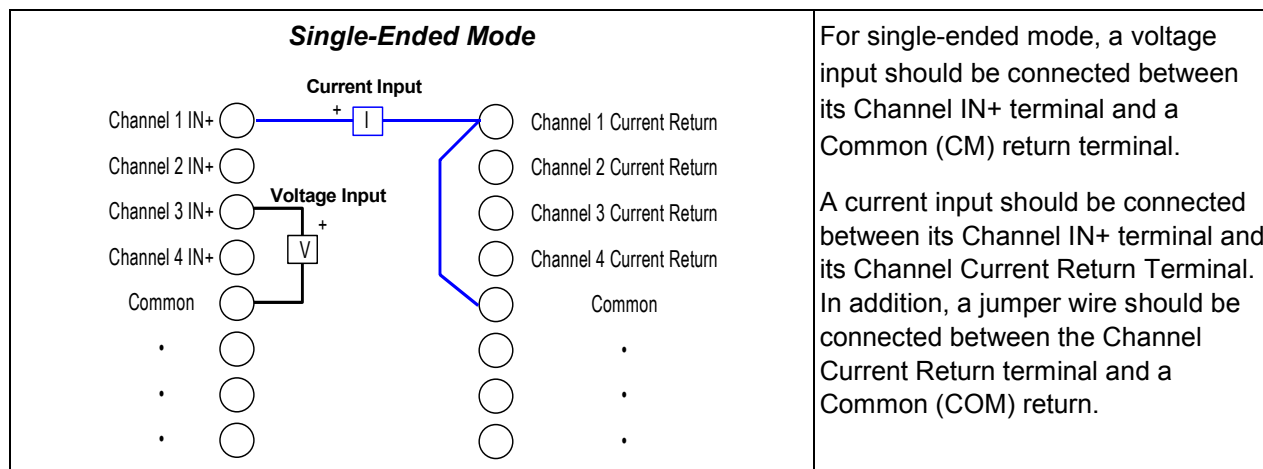 Single-Ended Mode
Current Input
Channel 1 IN+ + I Channel 1 Current Return
Channel 2 IN+ Channel 2 Current Return
Channel 3 IN+ Voltage Input Channel 3 Current Return
+
Channel 4 IN+ V Channel 4 Current Return
Common Common
• •
• •
• •
For single-ended mode, a voltage
input should be connected between
its Channel IN+ terminal and a
Common (CM) return terminal.
A current input should be connected
between its Channel IN+ terminal and
its Channel Current Return Terminal.
In addition, a jumper wire should be
connected between the Channel
Current Return terminal and a
Common (COM) return.